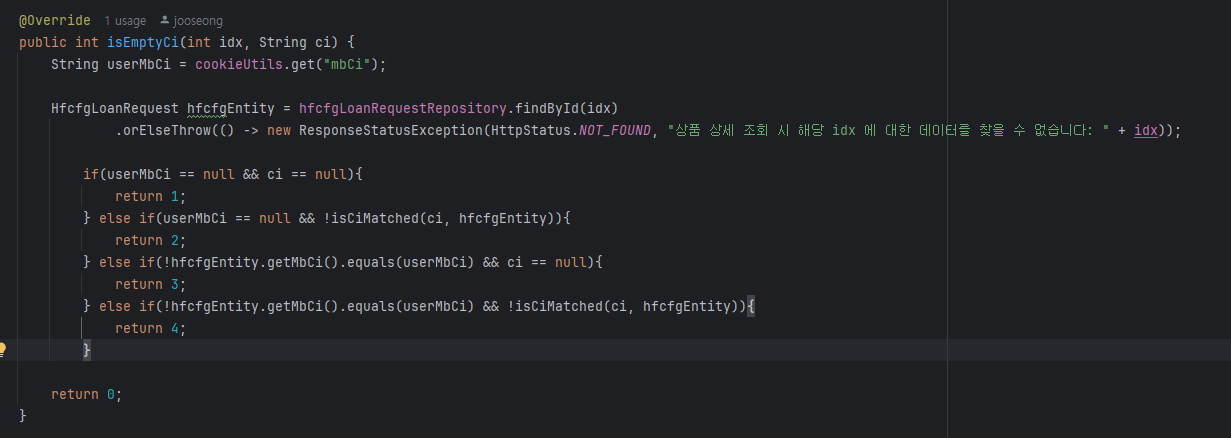 @Override 1 usage jooseong
public int isEmptyCi(int idx, String ci) {
String userMbCi = cookieUtils.get("mbCi");
HfcfgLoanRequest hfcfgEntity = hfcfgLoanRequestRepository.findById(idx)
.orElseThrow(() -> new ResponseStatusException(HttpStatus.NOT_FOUND, "상품 상세 조회 시 해당 idx 에 대한 데이터를 찾을 수 없습니다: " + idx));
if(userMbCi == null && ci == null){
return 1;
} else if(userMbCi == null && !isCiMatched(ci, hfcfgEntity)){
return 2;
} else if(!hfcfgEntity.getMbCi().equals(userMbCi) && ci == null){
return 3;
} else if(!hfcfgEntity.getMbCi().equals(userMbCi) && !isCiMatched(ci, hfcfgEntity)){
return 4;
}
return 0;
}